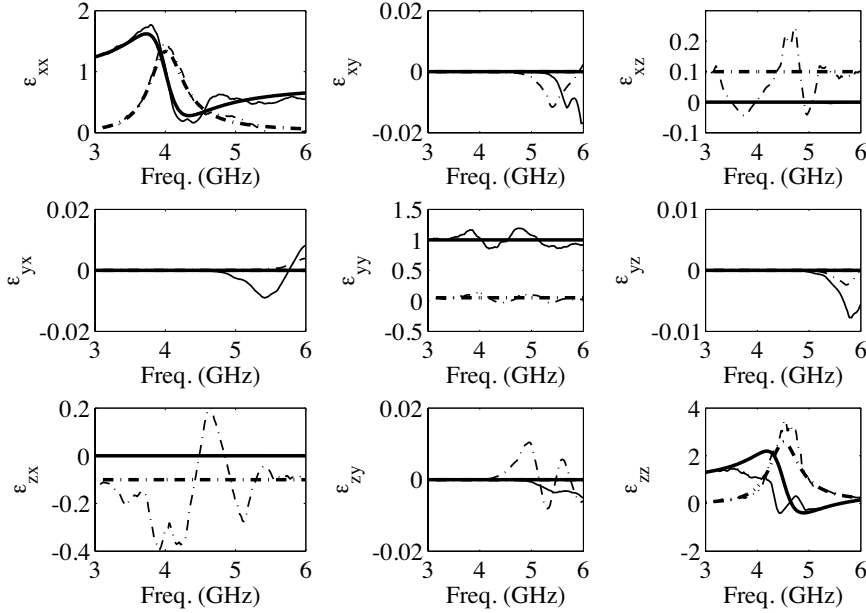 2
1
0
ε_xx
3 4 5 6
Freq. (GHz)
0.02
0
-0.02
ε_xy
3 4 5 6
Freq. (GHz)
0.2
0.1
0
-0.1
ε_xz
3 4 5 6
Freq. (GHz)
0.02
0
-0.02
ε_yx
3 4 5 6
Freq. (GHz)
1.5
1
0.5
0
-0.5
ε_yy
3 4 5 6
Freq. (GHz)
0.01
0
-0.01
ε_yz
3 4 5 6
Freq. (GHz)
0.2
0
-0.2
-0.4
ε_zx
3 4 5 6
Freq. (GHz)
0.02
0
-0.02
ε_zy
3 4 5 6
Freq. (GHz)
4
2
0
-2
ε_zz
3 4 5 6
Freq. (GHz)